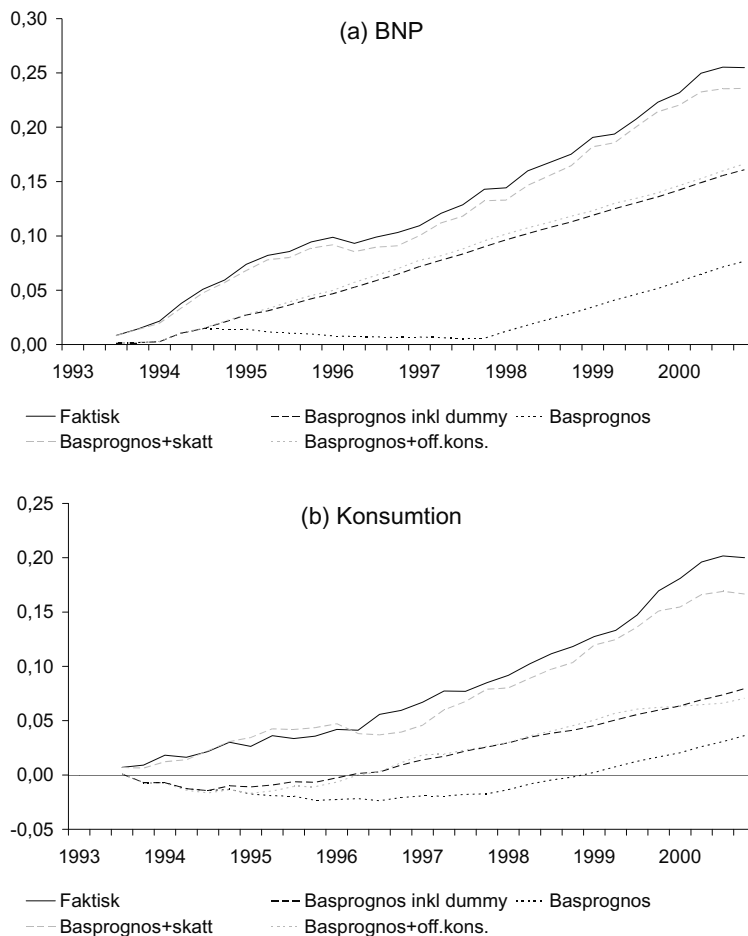 (a) BNP
0,30
0,25
0,20
0,15
0,10
0,05
0,00
1993 1994 1995 1996 1997 1998 1999 2000
Faktisk Basprognos inkl dummy Basprognos
Basprognos+skatt Basprognos+off.kons.
(b) Konsumtion
0,25
0,20
0,15
0,10
0,05
0,00
-0,05
1993 1994 1995 1996 1997 1998 1999 2000
Faktisk Basprognos inkl dummy Basprognos
Basprognos+skatt Basprognos+off.kons.